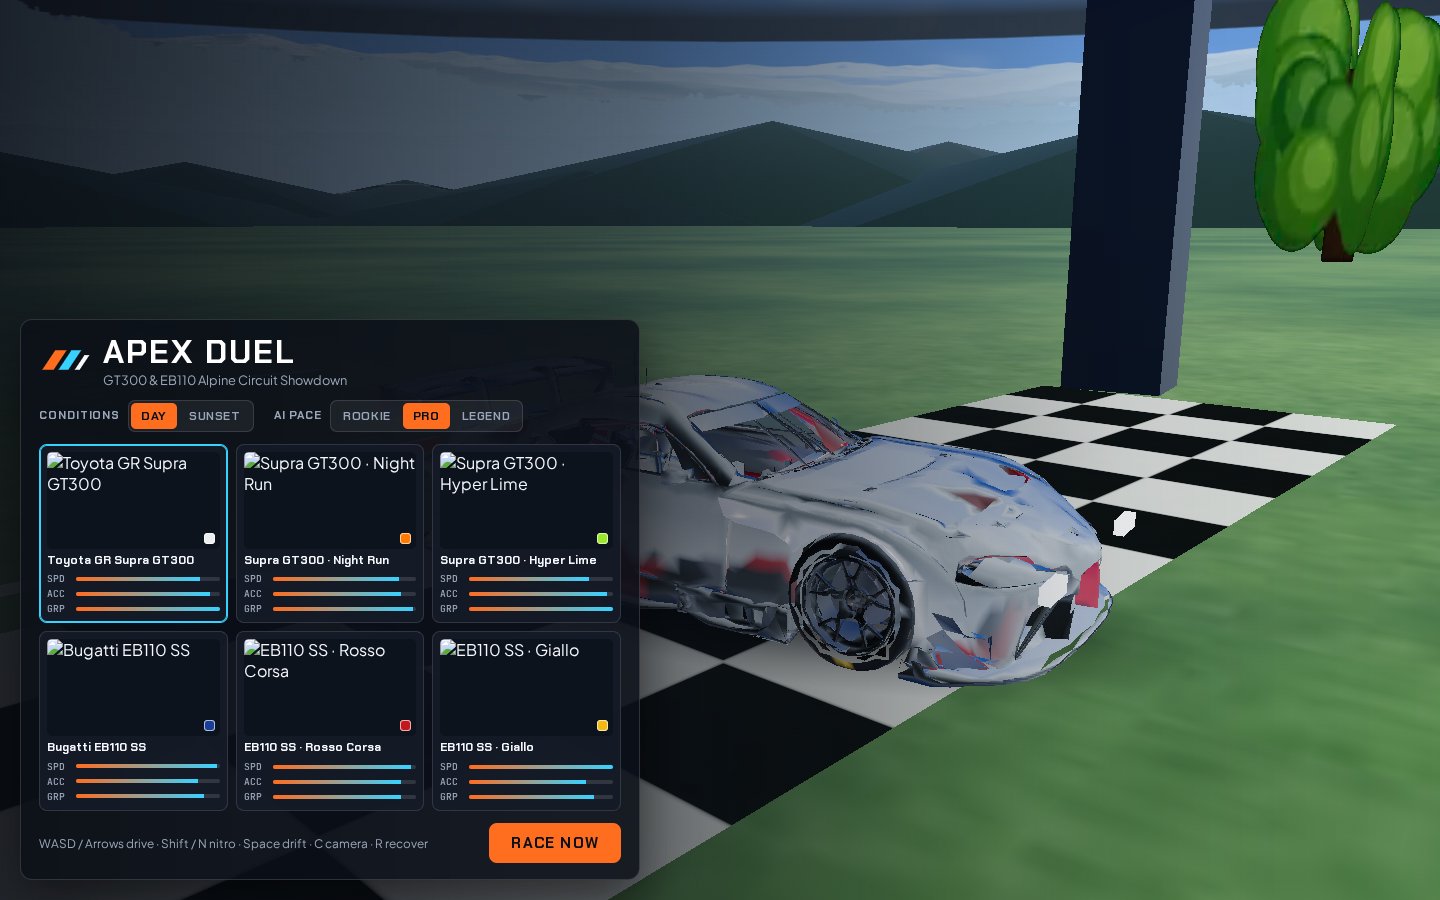 APEX DUEL
GT300 & EB110 Alpine Circuit Showdown
CONDITIONS DAY SUNSET AI PACE ROOKIE PRO LEGEND
Toyota GR Supra
GT300
Toyota GR Supra GT300
SPD
ACC
GRP
Supra GT300 · Night
Run
Supra GT300 · Night Run
SPD
ACC
GRP
Supra GT300 ·
Hyper Lime
Supra GT300 · Hyper Lime
SPD
ACC
GRP
Bugatti EB110 SS
Bugatti EB110 SS
SPD
ACC
GRP
EB110 SS · Rosso
Corsa
EB110 SS · Rosso Corsa
SPD
ACC
GRP
EB110 SS · Giallo
EB110 SS · Giallo
SPD
ACC
GRP
WASD / Arrows drive · Shift / N nitro · Space drift · C camera · R recover
RACE NOW